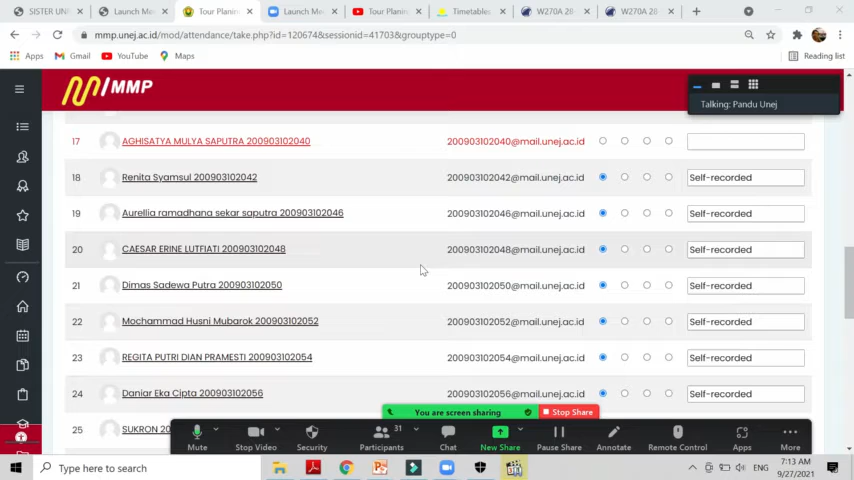 SISTER UN
Launch Me
Tour Planin
Launch Me
Tour Planin
Timetables
W270A 28
W270A 28
mmp.unej.ac.id/mod/attendance/take.php?id=120674&sessionid=41703&grouptype=0
Apps Gmail YouTube Maps Reading list
MMP
Talking: Pandu Unej
17 AGHISATYA MULYA SAPUTRA 200903102040 200903102040@mail.unej.ac.id
18 Renita Syamsul 200903102042 200903102042@mail.unej.ac.id Self-recorded
19 Aurellia ramadhana sekar saputra 200903102046 200903102046@mail.unej.ac.id Self-recorded
20 CAESAR ERINE LUTFIATI 200903102048 200903102048@mail.unej.ac.id Self-recorded
21 Dimas Sadewa Putra 200903102050 200903102050@mail.unej.ac.id Self-recorded
22 Mochammad Husni Mubarok 200903102052 200903102052@mail.unej.ac.id Self-recorded
23 REGITA PUTRI DIAN PRAMESTI 200903102054 200903102054@mail.unej.ac.id Self-recorded
24 Daniar Eka Cipta 200903102056 200903102056@mail.unej.ac.id Self-recorded
You are screen sharing Stop Share
25 SUKRON 20
31
Mute Stop Video Security Participants Chat New Share Pause Share Annotate Remote Control Apps More
Type here to search
ENG
7:13 AM
9/27/2021